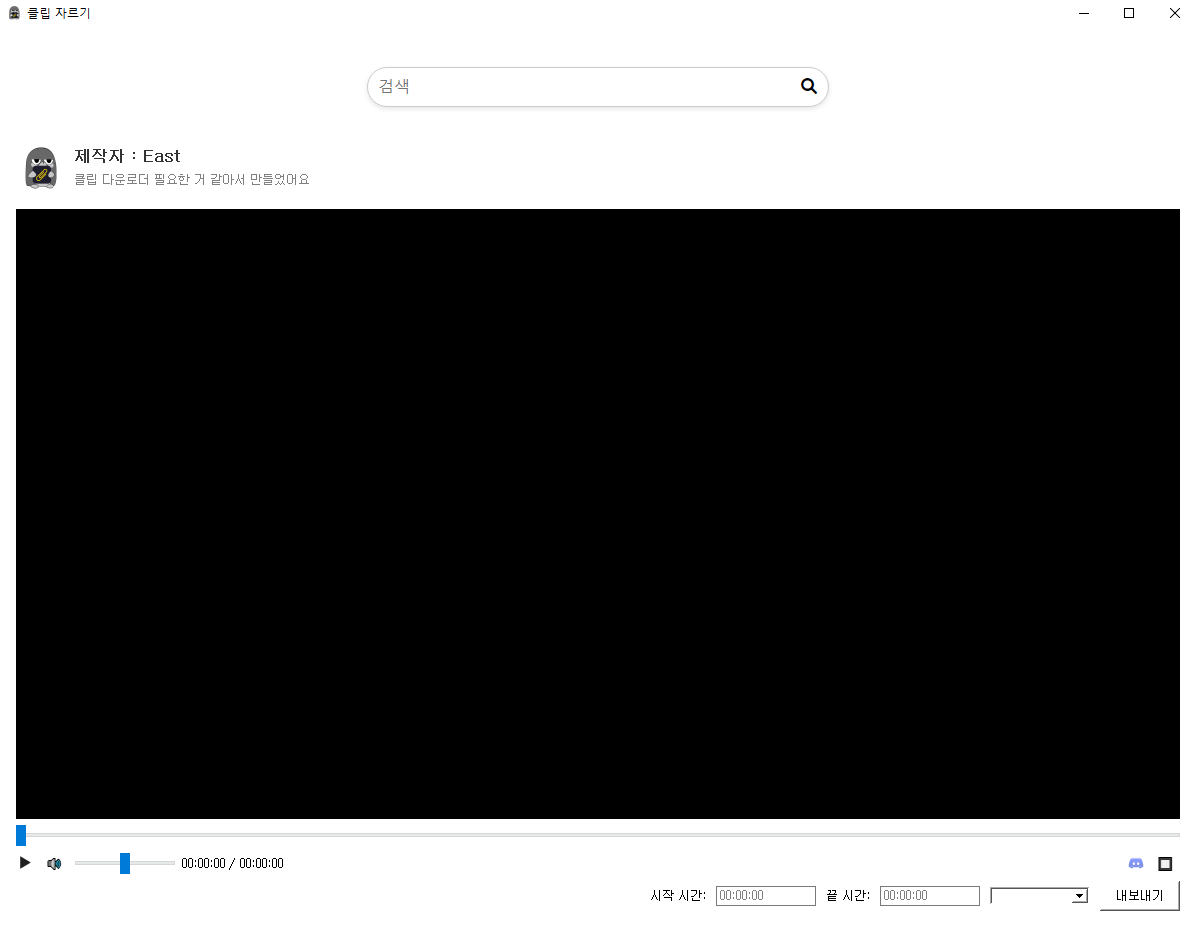 클립 자르기
검색
제작자 : East
클립 다운로더 필요한 거 같아서 만들었어요
00:00:00 / 00:00:00
시작 시간: 00:00:00 끝 시간: 00:00:00 내보내기